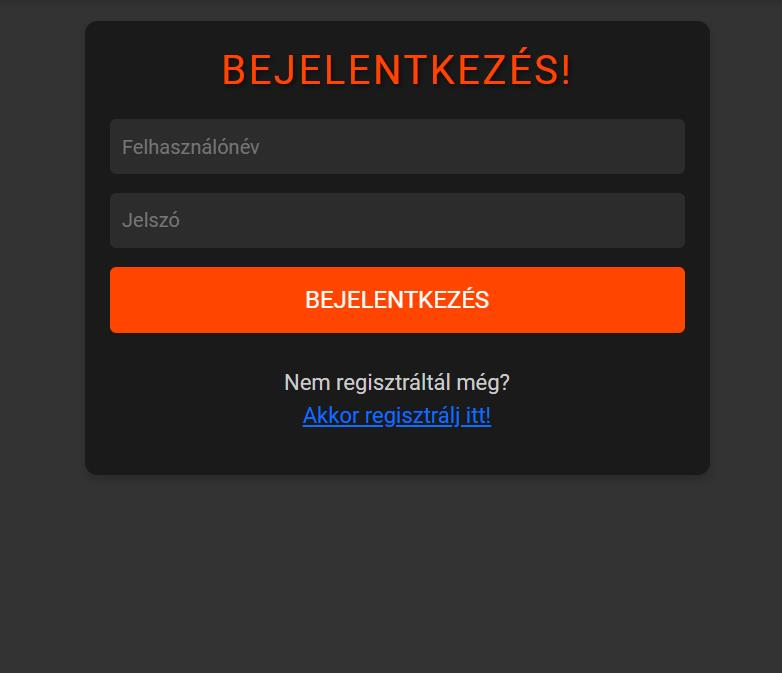 BEJELENTKEZÉS!
Felhasználónév
Jelszó
BEJELENTKEZÉS
Nem regisztráltál még?
Akkor regisztrálj itt!